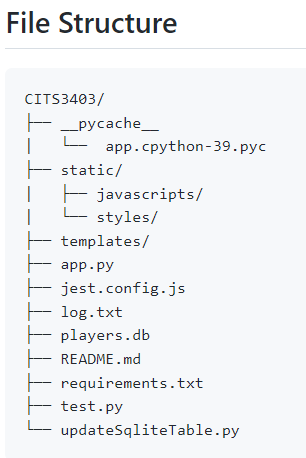 File Structure
CITS3403/
├── __pycache__
│   └── app.cpython-39.pyc
├── static/
│   ├── javascripts/
│   └── styles/
├── templates/
├── app.py
├── jest.config.js
├── log.txt
├── players.db
├── README.md
├── requirements.txt
├── test.py
└── updateSqliteTable.py